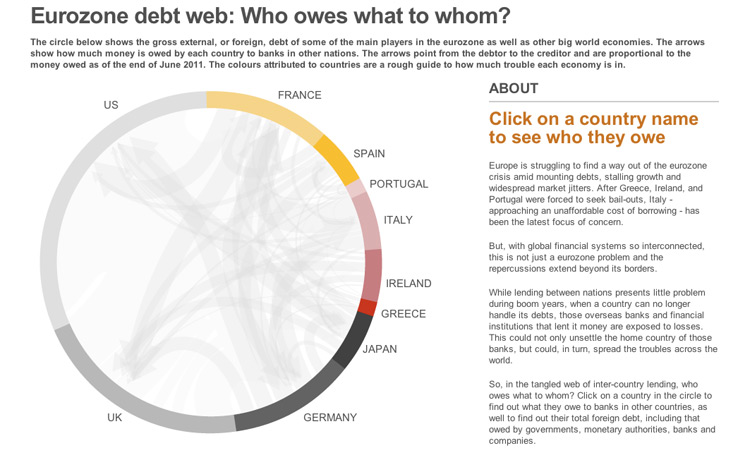 Eurozone debt web: Who owes what to whom?
The circle below shows the gross external, or foreign, debt of some of the main players in the eurozone as well as other big world economies. The arrows
show how much money is owed by each country to banks in other nations. The arrows point from the debtor to the creditor and are proportional to the
money owed as of the end of June 2011. The colours attributed to countries are a rough guide to how much trouble each economy is in.
US
FRANCE
SPAIN
PORTUGAL
ITALY
IRELAND
GREECE
JAPAN
GERMANY
UK
ABOUT
Click on a country name
to see who they owe
Europe is struggling to find a way out of the eurozone
crisis amid mounting debts, stalling growth and
widespread market jitters. After Greece, Ireland, and
Portugal were forced to seek bail-outs, Italy -
approaching an unaffordable cost of borrowing - has
been the latest focus of concern.
But, with global financial systems so interconnected,
this is not just a eurozone problem and the
repercussions extend beyond its borders.
While lending between nations presents little problem
during boom years, when a country can no longer
handle its debts, those overseas banks and financial
institutions that lent it money are exposed to losses.
This could not only unsettle the home country of those
banks, but could, in turn, spread the troubles across the
world.
So, in the tangled web of inter-country lending, who
owes what to whom? Click on a country in the circle to
find out what they owe to banks in other countries, as
well to find out their total foreign debt, including that
owed by governments, monetary authorities, banks and
companies.